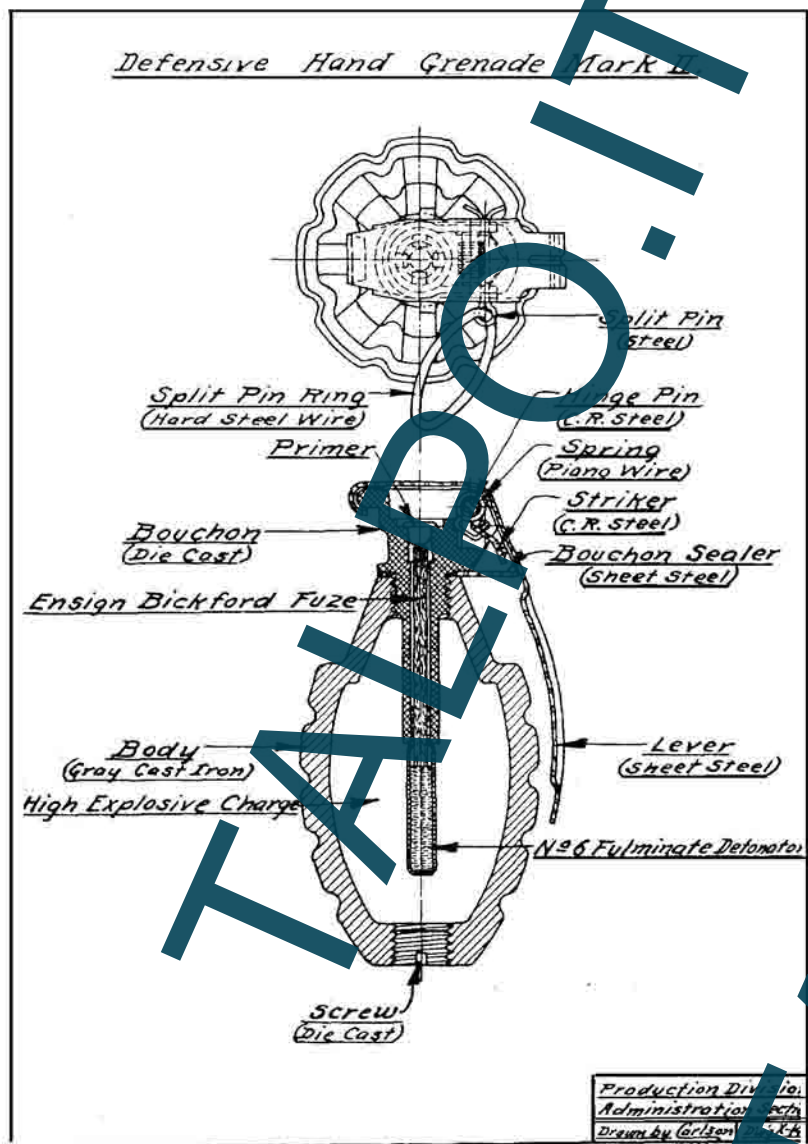 Defensive Hand Grenade Mark II.
Split Pin
(Steel)
Split Pin Ring
(Hard Steel Wire)
Hinge Pin
(C.R. Steel)
Primer
Spring
(Piano Wire)
Striker
(C.R. Steel)
Bouchon
(Die Cast)
Bouchon Sealer
(Sheet Steel)
Ensign Bickford Fuze
Body
(Gray Cast Iron)
Lever
(Sheet Steel)
High Explosive Charge
Nº6 Fulminate Detonator
Screw
(Die Cast)
Production Divisio
Administration Sect
Drawn by Carlson
TALPO.IT